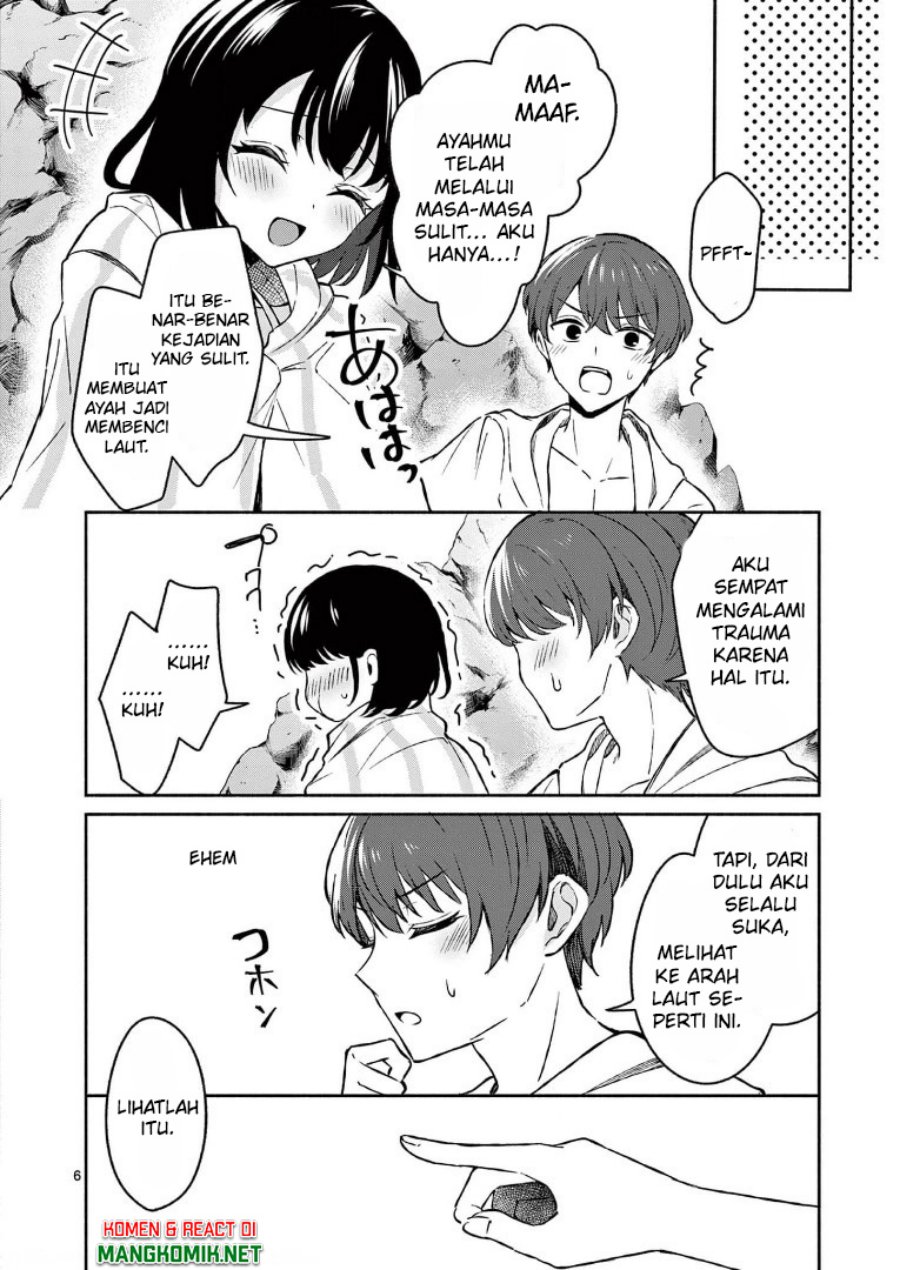 PFFT~
MA-
MAAF.
AYAHMU
TELAH
MELALUI
MASA-MASA
SULIT... AKU
HANYA...!
あははっ
ITU BE-
NAR-BENAR
KEJADIAN
YANG SULIT.
ITU
MEMBUAT
AYAH JADI
MEMBENCI
LAUT.
AKU
SEMPAT
MENGALAMI
TRAUMA
KARENA
HAL ITU.
......
KUH!
......
KUH!
TAPI, DARI
DULU AKU
SELALU
SUKA,
MELIHAT
KE ARAH
LAUT SE-
PERTI INI.
EHEM
コホン
LIHATLAH
ITU.
6
KOMEN & REACT DI
MANGKOMIK.NET